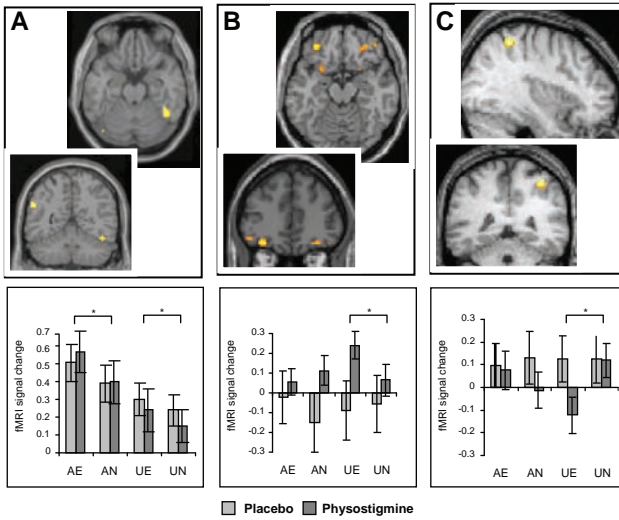 A
B
C
fMRI signal change
0.7
0.6
0.5
0.4
0.3
0.2
0.1
0
* *
AE AN UE UN
fMRI signal change
0.3
0.2
0.1
0
-0.1
-0.2
-0.3
*
AE AN UE UN
fMRI signal change
0.3
0.2
0.1
0
-0.1
-0.2
-0.3
*
AE AN UE UN
Placebo Physostigmine